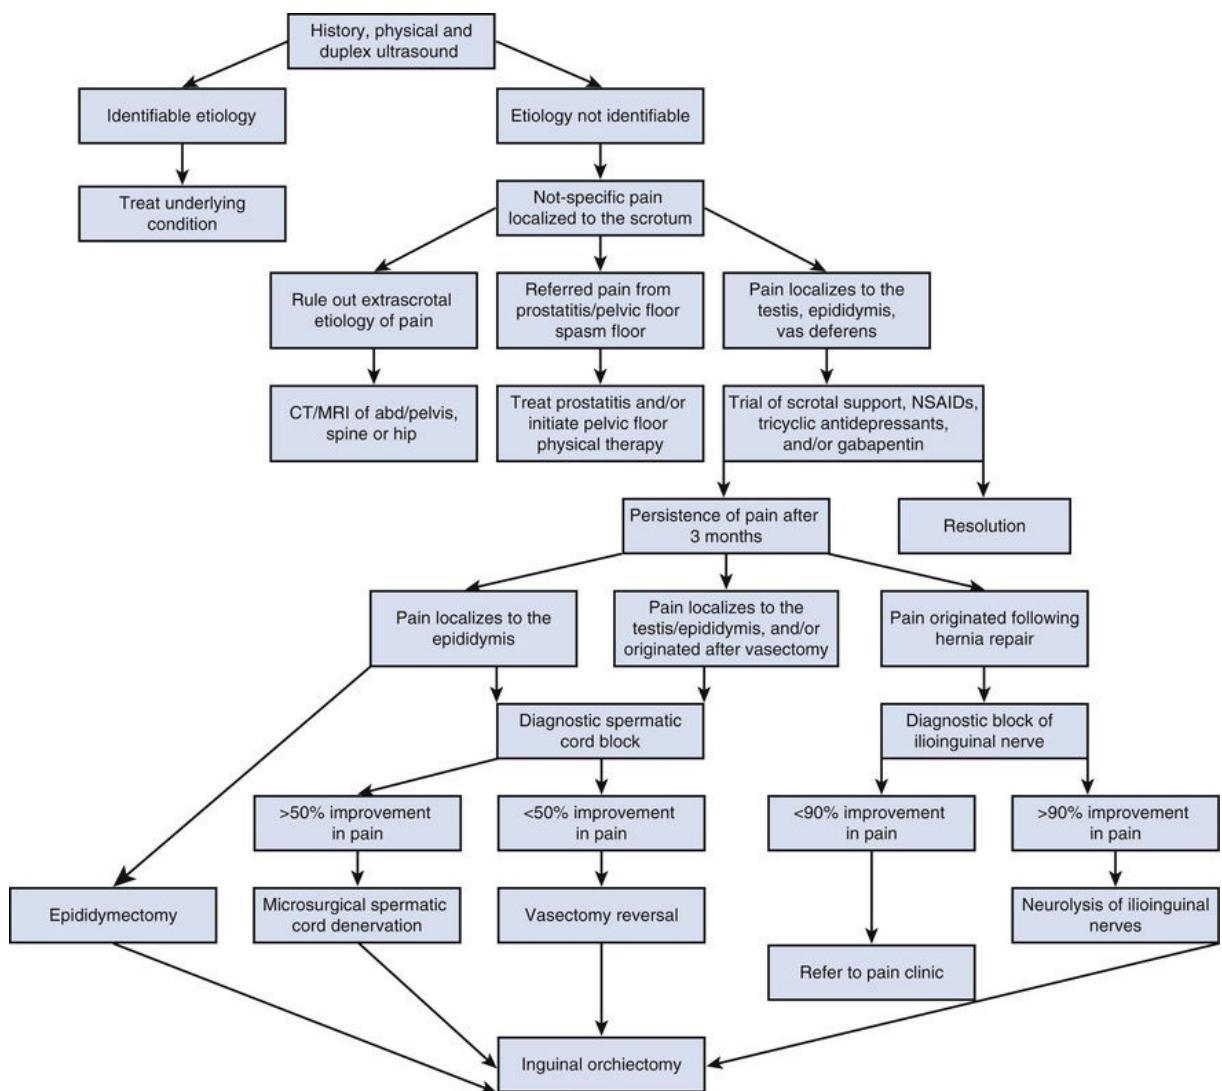 History, physical and
duplex ultrasound
Identifiable etiology
Etiology not identifiable
Treat underlying
condition
Not-specific pain
localized to the scrotum
Rule out extrascrotal
etiology of pain
Referred pain from
prostatitis/pelvic floor
spasm floor
Pain localizes to the
testis, epididymis,
vas deferens
CT/MRI of abd/pelvis,
spine or hip
Treat prostatitis and/or
initiate pelvic floor
physical therapy
Trial of scrotal support, NSAIDs,
tricyclic antidepressants,
and/or gabapentin
Persistence of pain after
3 months
Resolution
Pain localizes to the
epididymis
Pain localizes to the
testis/epididymis, and/or
originated after vasectomy
Pain originated following
hernia repair
Diagnostic spermatic
cord block
Diagnostic block of
ilioinguinal nerve
>50% improvement
in pain
<50% improvement
in pain
<90% improvement
in pain
>90% improvement
in pain
Epididymectomy
Microsurgical spermatic
cord denervation
Vasectomy reversal
Neurolysis of ilioinguinal
nerves
Refer to pain clinic
Inguinal orchiectomy